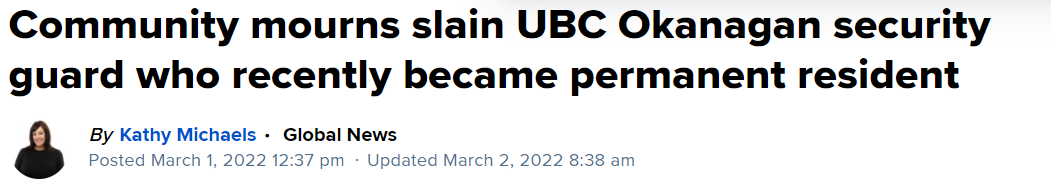 Community mourns slain UBC Okanagan security
guard who recently became permanent resident
By Kathy Michaels • Global News
Posted March 1, 2022 12:37 pm · Updated March 2, 2022 8:38 am